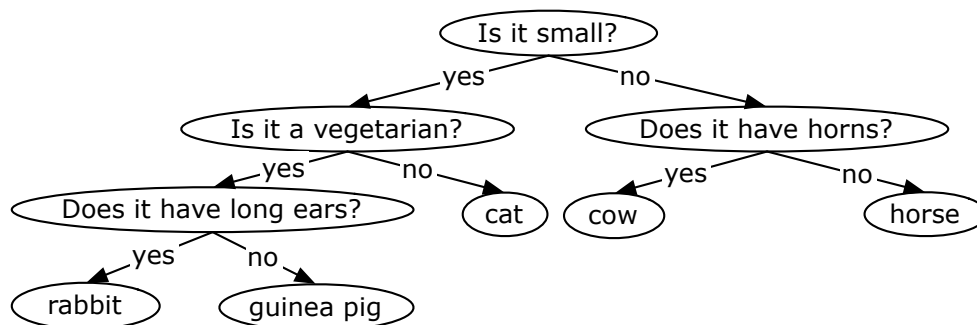 Is it small?
yes
no
Is it a vegetarian?
Does it have horns?
yes
no
yes
no
Does it have long ears?
cat
cow
horse
yes
no
rabbit
guinea pig